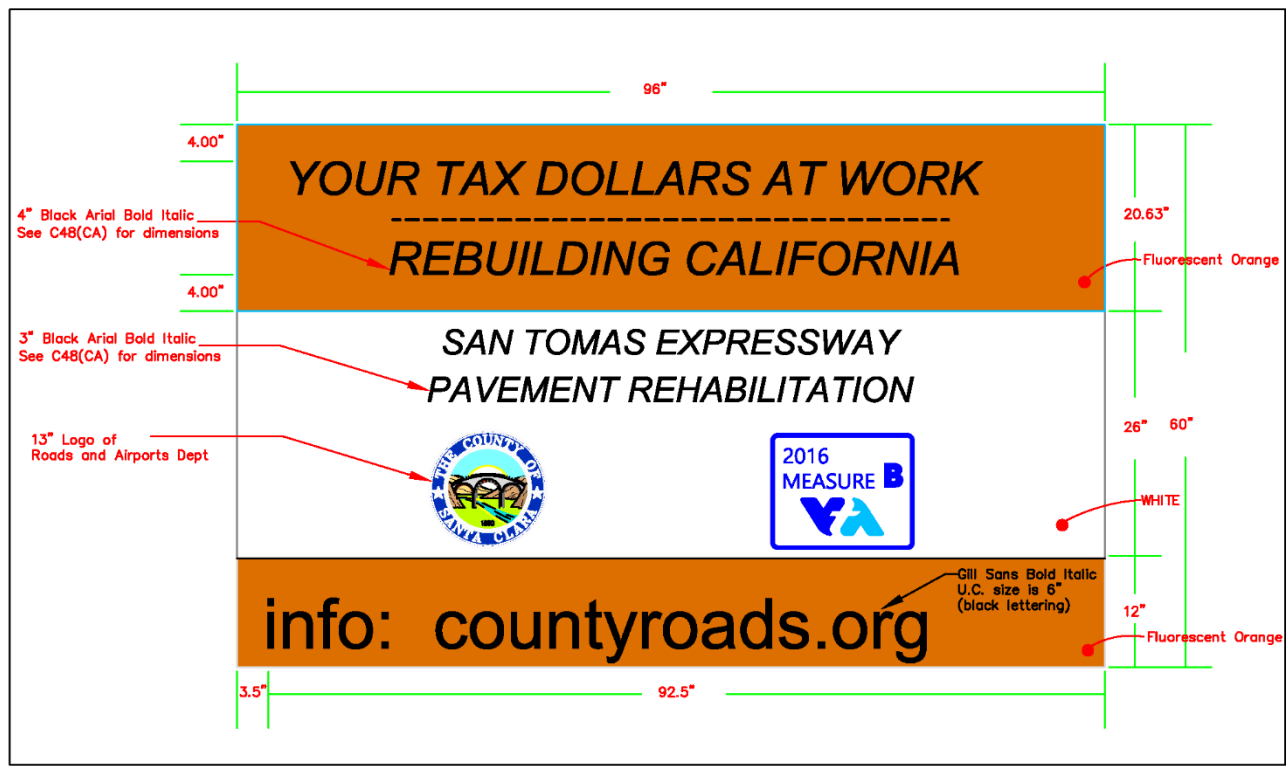 96"
4.00"
YOUR TAX DOLLARS AT WORK
4" Black Arial Bold Italic
See C48(CA) for dimensions
20.63"
REBUILDING CALIFORNIA
Fluorescent Orange
4.00"
3" Black Arial Bold Italic
See C48(CA) for dimensions
SAN TOMAS EXPRESSWAY
PAVEMENT REHABILITATION
26"
60"
13" Logo of
Roads and Airports Dept
THE COUNTY OF
SANTA CLARA
1850
2016
MEASURE B
VTA
WHITE
Gill Sans Bold Italic
U.C. size is 6"
(black lettering)
12"
info: countyroads.org
Fluorescent Orange
3.5"
92.5"